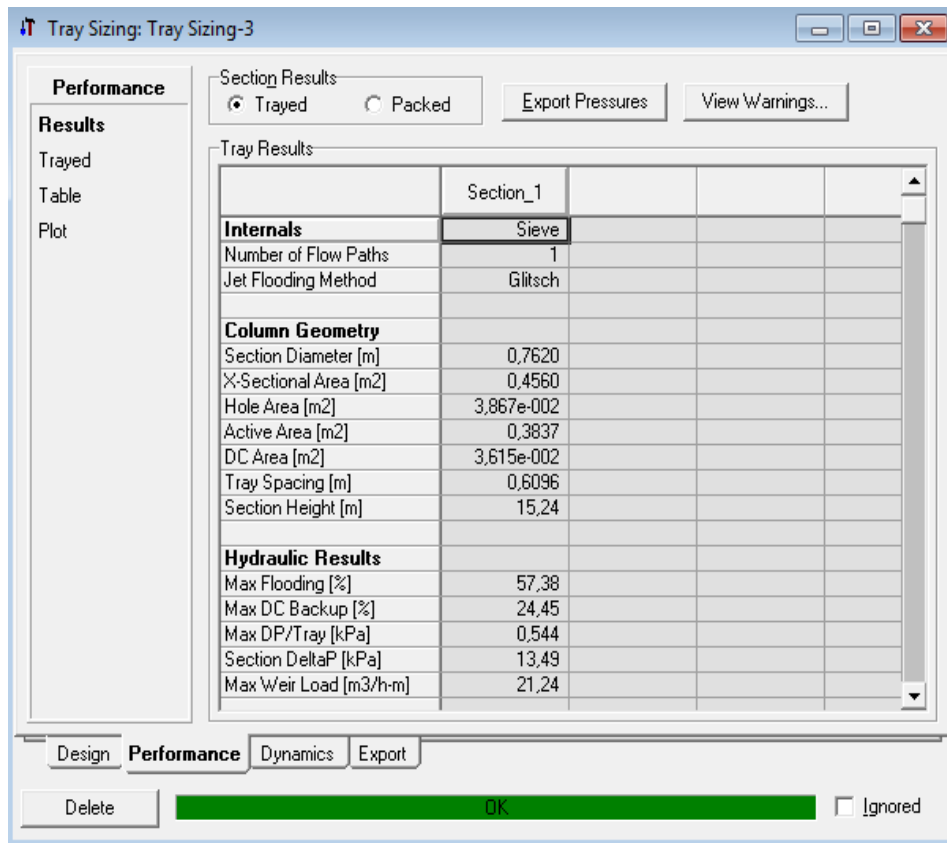 Tray Sizing: Tray Sizing-3
Performance
Results
Trayed
Table
Plot
Section Results
Trayed Packed
Export Pressures
View Warnings...
Tray Results
Section_1
Internals Sieve
Number of Flow Paths 1
Jet Flooding Method Glitsch
Column Geometry
Section Diameter [m] 0,7620
X-Sectional Area [m2] 0,4560
Hole Area [m2] 3,867e-002
Active Area [m2] 0,3837
DC Area [m2] 3,615e-002
Tray Spacing [m] 0,6096
Section Height [m] 15,24
Hydraulic Results
Max Flooding [%] 57,38
Max DC Backup [%] 24,45
Max DP/Tray [kPa] 0,544
Section DeltaP [kPa] 13,49
Max Weir Load [m3/h-m] 21,24
Design Performance Dynamics Export
Delete OK Ignored